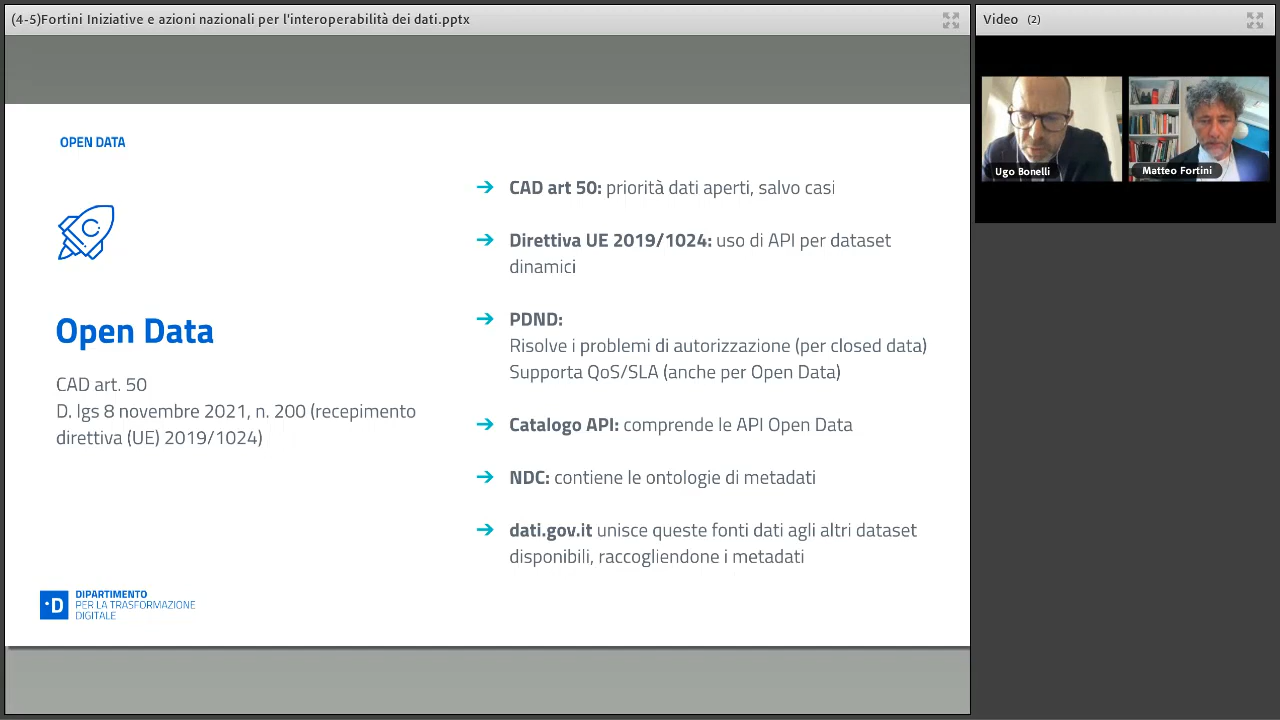 (4-5)Fortini Iniziative e azioni nazionali per l'interoperabilità dei dati.pptx
Video (2)
Ugo Bonelli
Matteo Fortini
OPEN DATA
Open Data
CAD art. 50
D. lgs 8 novembre 2021, n. 200 (recepimento
direttiva (UE) 2019/1024)
➔ CAD art 50: priorità dati aperti, salvo casi
➔ Direttiva UE 2019/1024: uso di API per dataset
dinamici
➔ PDND:
Risolve i problemi di autorizzazione (per closed data)
Supporta QoS/SLA (anche per Open Data)
➔ Catalogo API: comprende le API Open Data
➔ NDC: contiene le ontologie di metadati
➔ dati.gov.it unisce queste fonti dati agli altri dataset
disponibili, raccogliendone i metadati
D
DIPARTIMENTO
PER LA TRASFORMAZIONE
DIGITALE